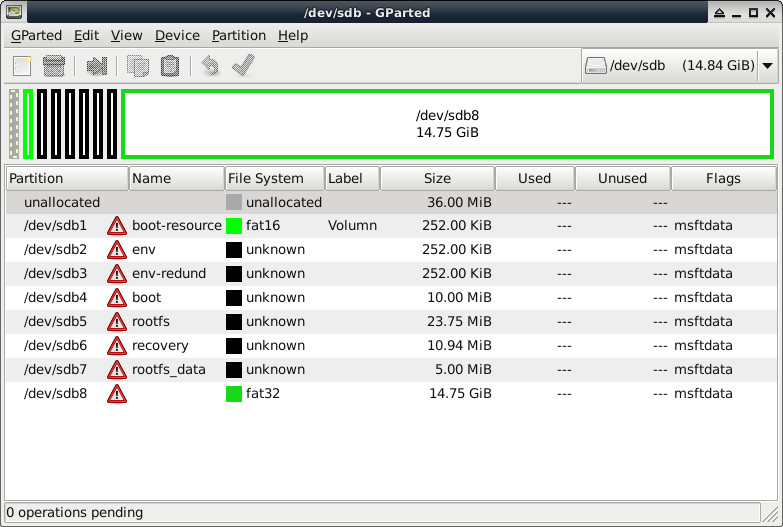 /dev/sdb - GParted
GParted Edit View Device Partition Help
/dev/sdb (14.84 GiB)
/dev/sdb8
14.75 GiB
Partition Name File System Label Size Used Unused Flags
unallocated unallocated 36.00 MiB --- ---
/dev/sdb1 boot-resource fat16 Volumn 252.00 KiB --- --- msftdata
/dev/sdb2 env unknown 252.00 KiB --- --- msftdata
/dev/sdb3 env-redund unknown 252.00 KiB --- --- msftdata
/dev/sdb4 boot unknown 10.00 MiB --- --- msftdata
/dev/sdb5 rootfs unknown 23.75 MiB --- --- msftdata
/dev/sdb6 recovery unknown 10.94 MiB --- --- msftdata
/dev/sdb7 rootfs_data unknown 5.00 MiB --- --- msftdata
/dev/sdb8 fat32 14.75 GiB --- --- msftdata
0 operations pending